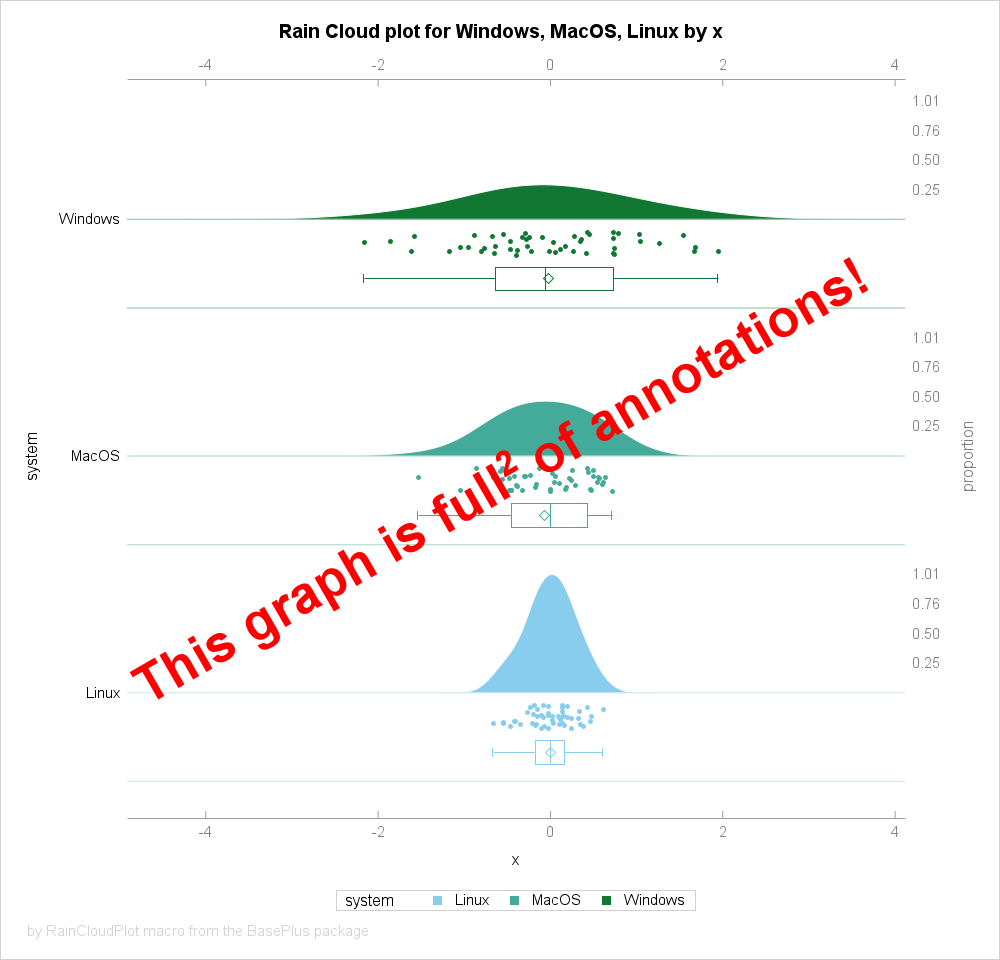 Rain Cloud plot for Windows, MacOS, Linux by x
-4 -2 0 2 4
1.01
0.76
0.50
0.25
Windows
1.01
0.76
0.50
0.25
MacOS
system
proportion
This graph is full² of annotations!
1.01
0.76
0.50
0.25
Linux
-4 -2 0 2 4
x
system Linux MacOS Windows
by RainCloudPlot macro from the BasePlus package